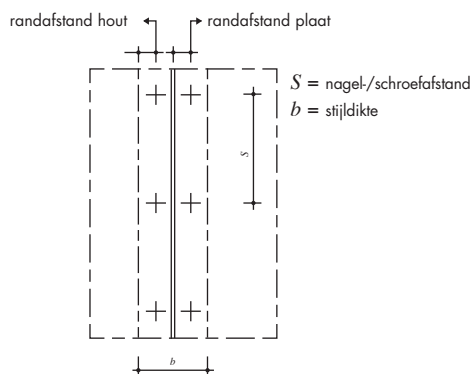 randafstand hout
randafstand plaat
S = nagel-/schroefafstand
b = stijldikte
S
b